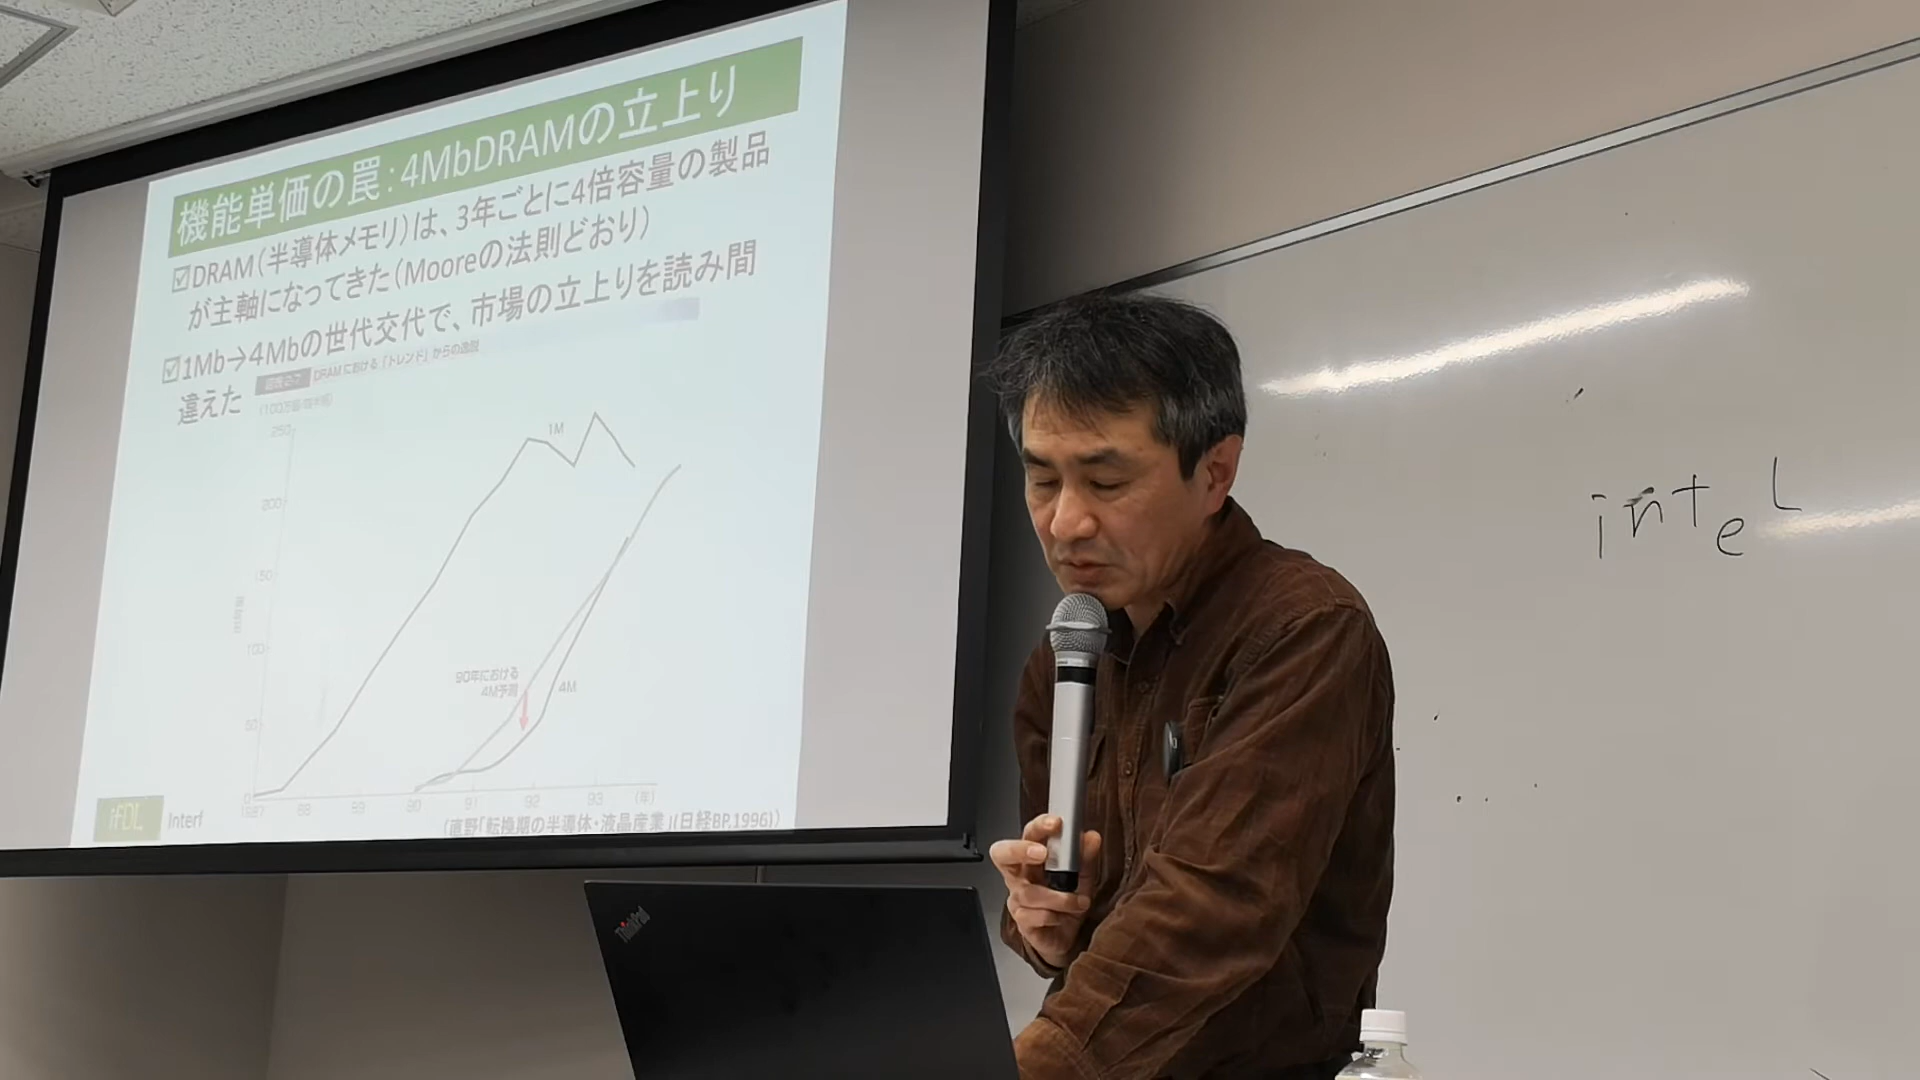 機能単価の罠：4MbDRAMの立上り
☑DRAM（半導体メモリ）は、3年ごとに4倍容量の製品
が主軸になってきた（Mooreの法則どおり）
☑1Mb→4Mbの世代交代で、市場の立上りを読み間
違えた
DRAMにおける「トレンド」からの逸脱
250
200
150
100
50
0
1M
90年における
4M予測
4M
1987 88 89 90 91 92 93 (年)
iFDL Interf
（直野「転換期の半導体・液晶産業」(日経BP,1996)）
ThinkPad
intel